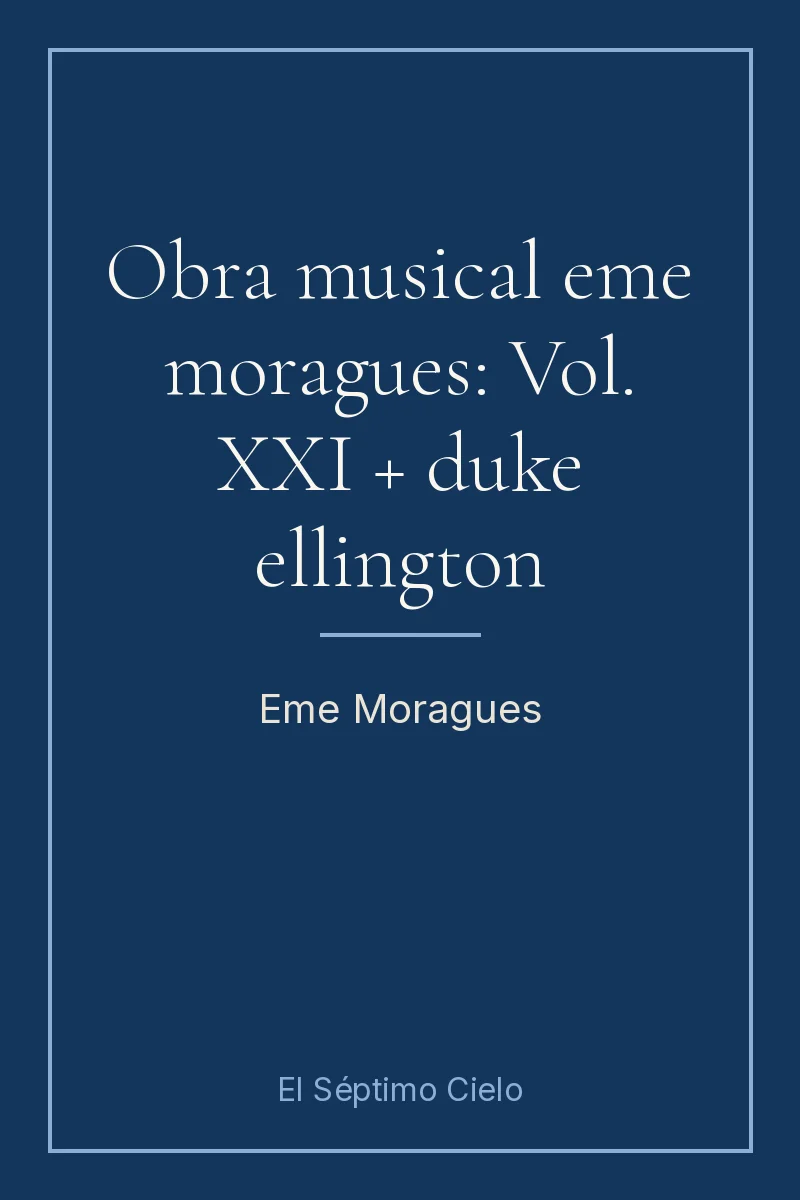 Obra musical eme
moragues: Vol.
XXI + duke
ellington
Eme Moragues
El Séptimo Cielo